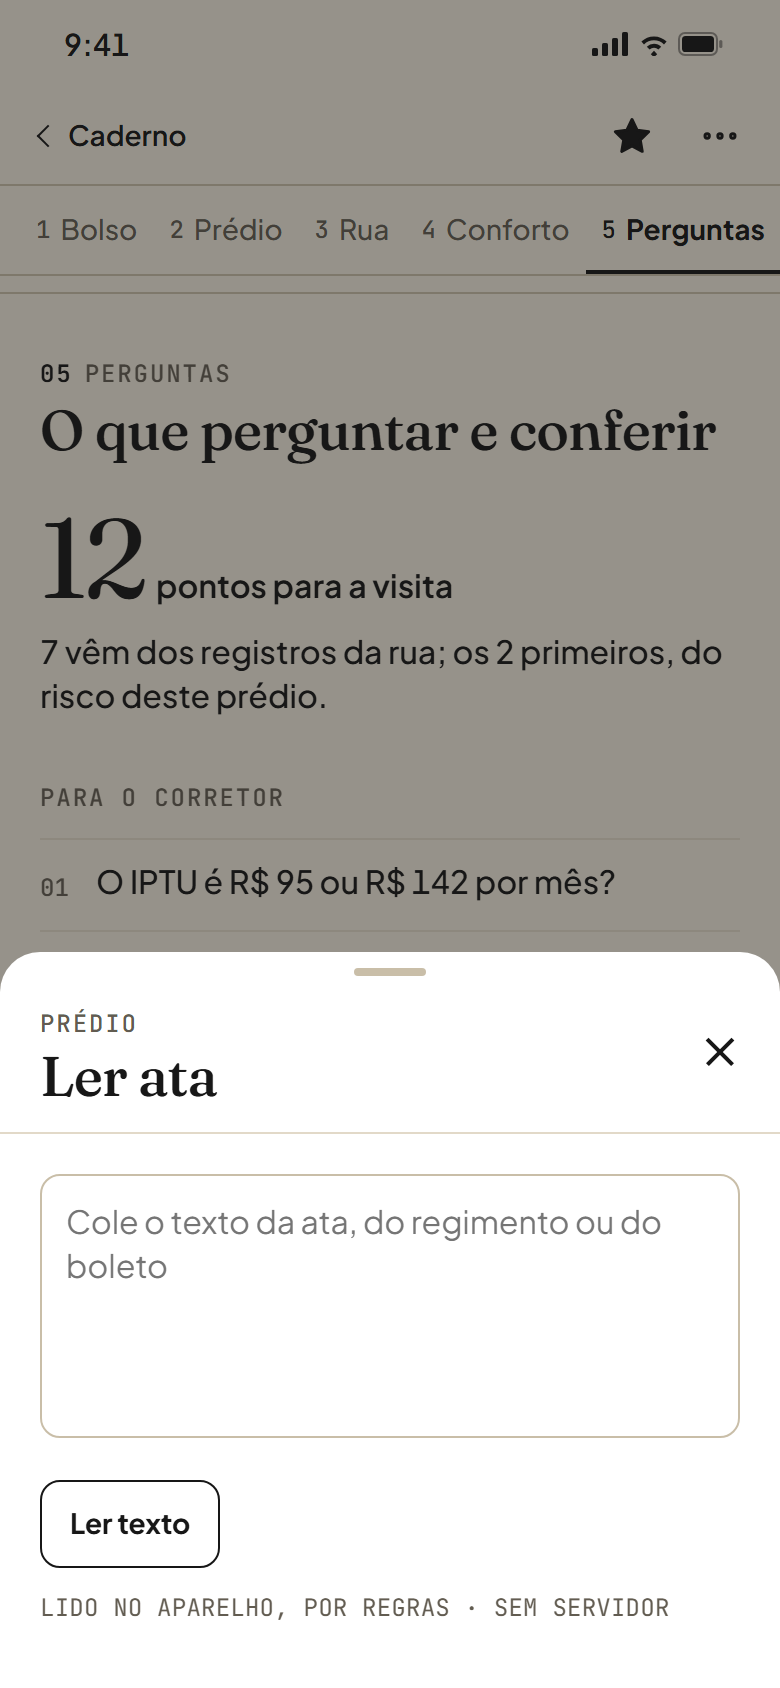 9:41
Caderno
1 Bolso 2 Prédio 3 Rua 4 Conforto 5 Perguntas
05 PERGUNTAS
O que perguntar e conferir
12 pontos para a visita
7 vêm dos registros da rua; os 2 primeiros, do
risco deste prédio.
PARA O CORRETOR
01 O IPTU é R$ 95 ou R$ 142 por mês?
PRÉDIO
Ler ata
Cole o texto da ata, do regimento ou do
boleto
Ler texto
LIDO NO APARELHO, POR REGRAS · SEM SERVIDOR